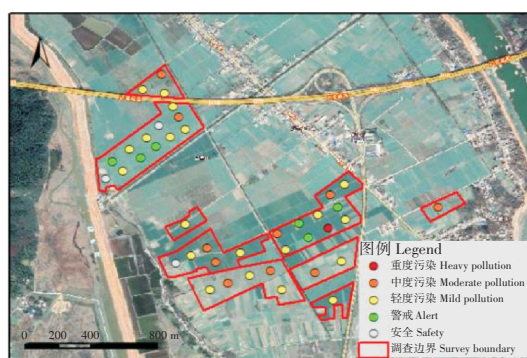 图例 Legend
重度污染 Heavy pollution
中度污染 Moderate pollution
轻度污染 Mild pollution
警戒 Alert
安全 Safety
调查边界 Survey boundary
0 200 400 800 m